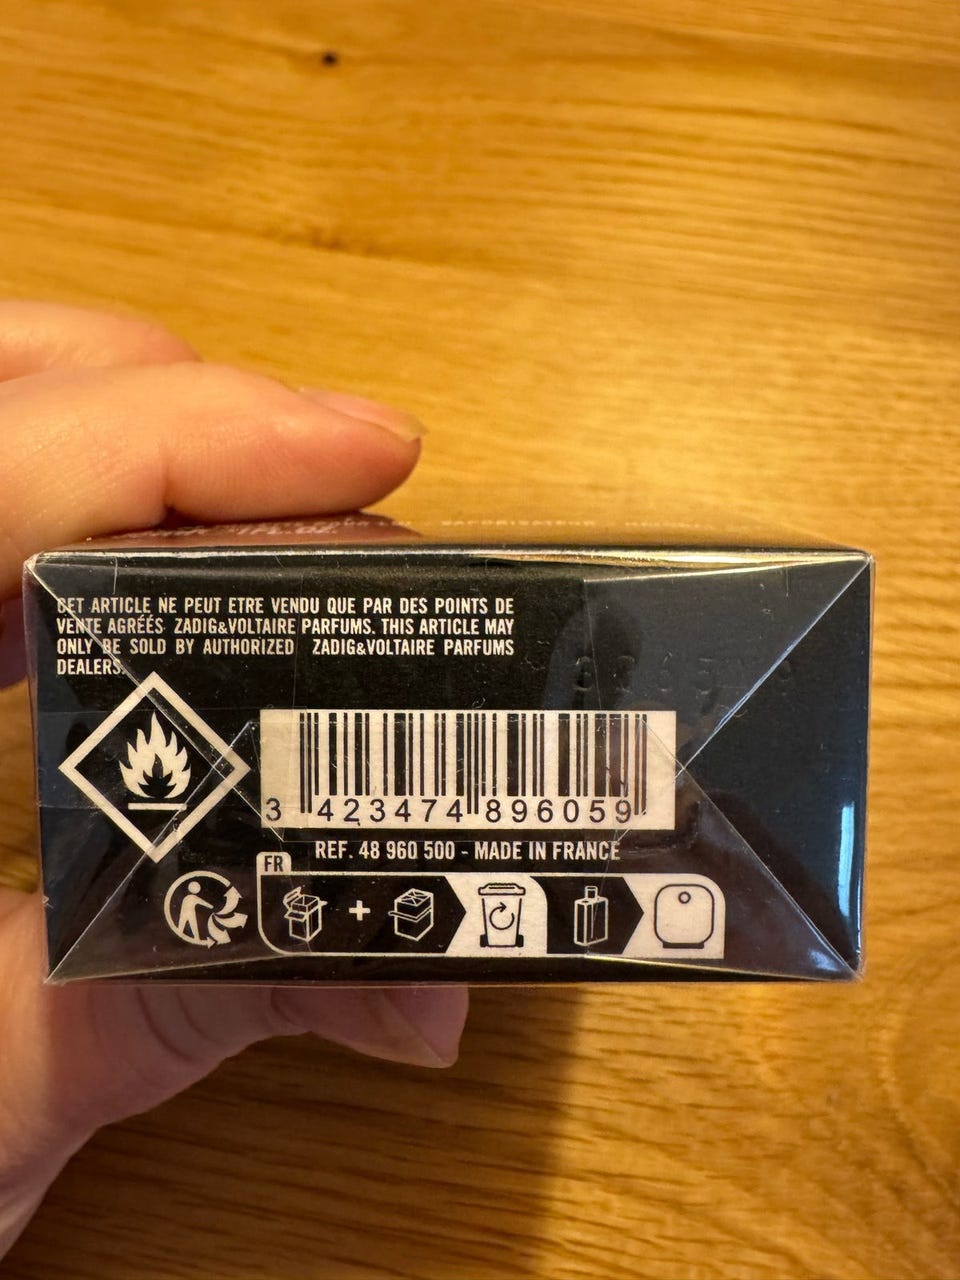 CET ARTICLE NE PEUT ETRE VENDU QUE PAR DES POINTS DE
VENTE AGRÉÉS ZADIG&VOLTAIRE PARFUMS. THIS ARTICLE MAY
ONLY BE SOLD BY AUTHORIZED ZADIG&VOLTAIRE PARFUMS
DEALERS.
3 423474 896059
REF. 48 960 500 - MADE IN FRANCE
FR